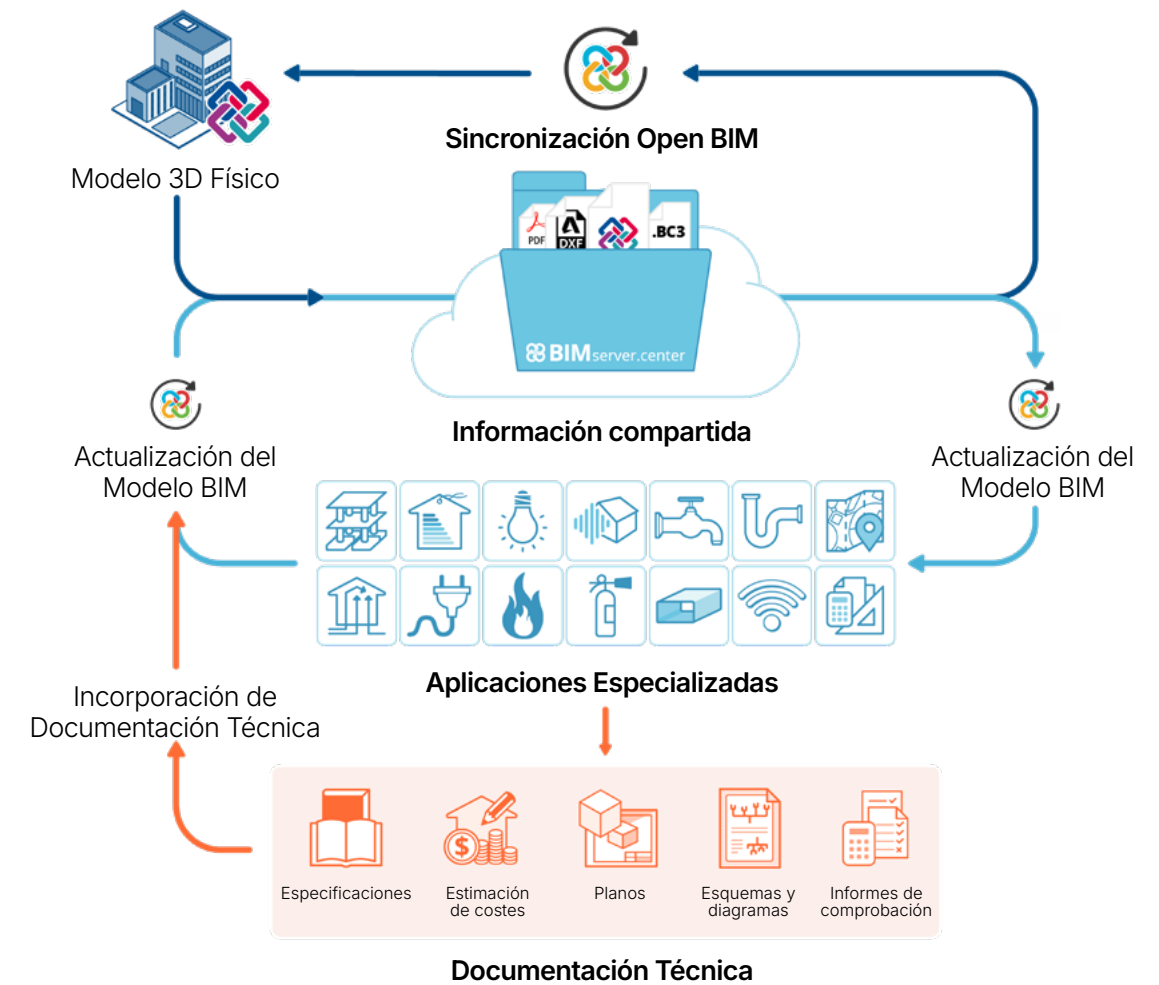 Sincronización Open BIM
Modelo 3D Físico
PDF
DXF
.BC3
BIMserver.center
Información compartida
Actualización del
Modelo BIM
Actualización del
Modelo BIM
Aplicaciones Especializadas
Incorporación de
Documentación Técnica
$
Especificaciones
Estimación
de costes
Planos
Esquemas y
diagramas
Informes de
comprobación
Documentación Técnica